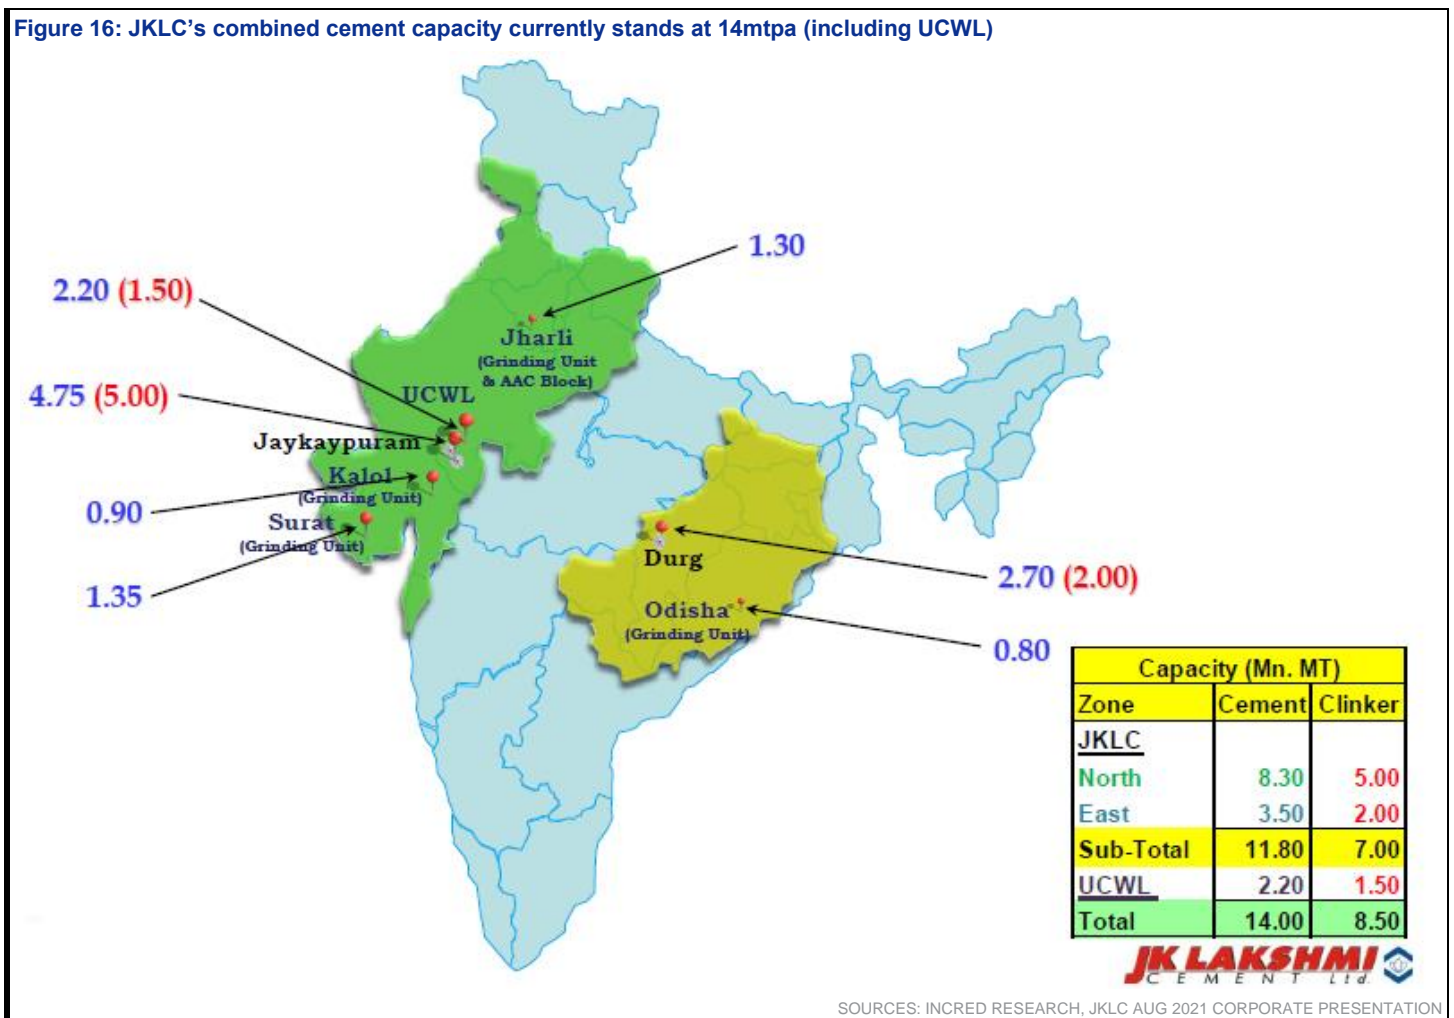 Figure 16: JKLC's combined cement capacity currently stands at 14mtpa (including UCWL)
1.30
2.20 (1.50)
Jharli
(Grinding Unit
& AAC Block)
4.75 (5.00)
UCWL
Jaykaypuram
Kalol
(Grinding Unit)
0.90
Surat
(Grinding Unit)
1.35
Durg
2.70 (2.00)
Odisha
(Grinding Unit)
0.80
Capacity (Mn. MT)
Zone Cement Clinker
JKLC
North 8.30 5.00
East 3.50 2.00
Sub-Total 11.80 7.00
UCWL 2.20 1.50
Total 14.00 8.50
JK LAKSHMI
CEMENT Ltd.
SOURCES: INCRED RESEARCH, JKLC AUG 2021 CORPORATE PRESENTATION